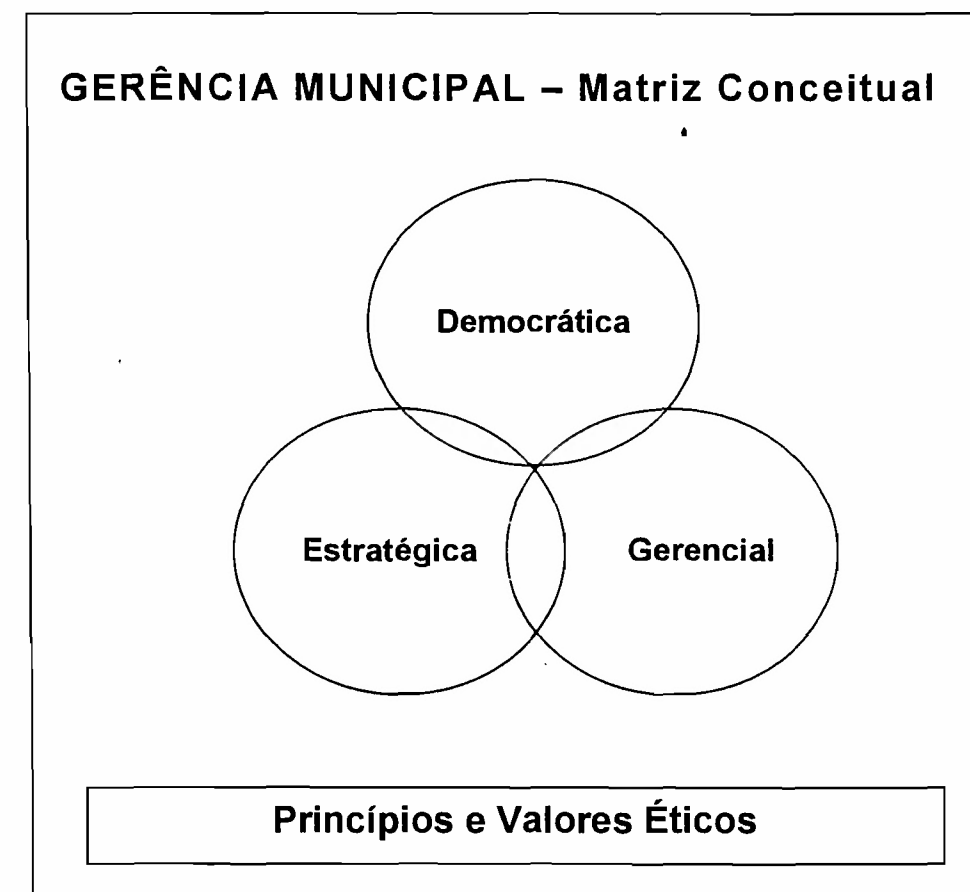 GERÊNCIA MUNICIPAL – Matriz Conceitual
Democrática
Estratégica
Gerencial
Princípios e Valores Éticos